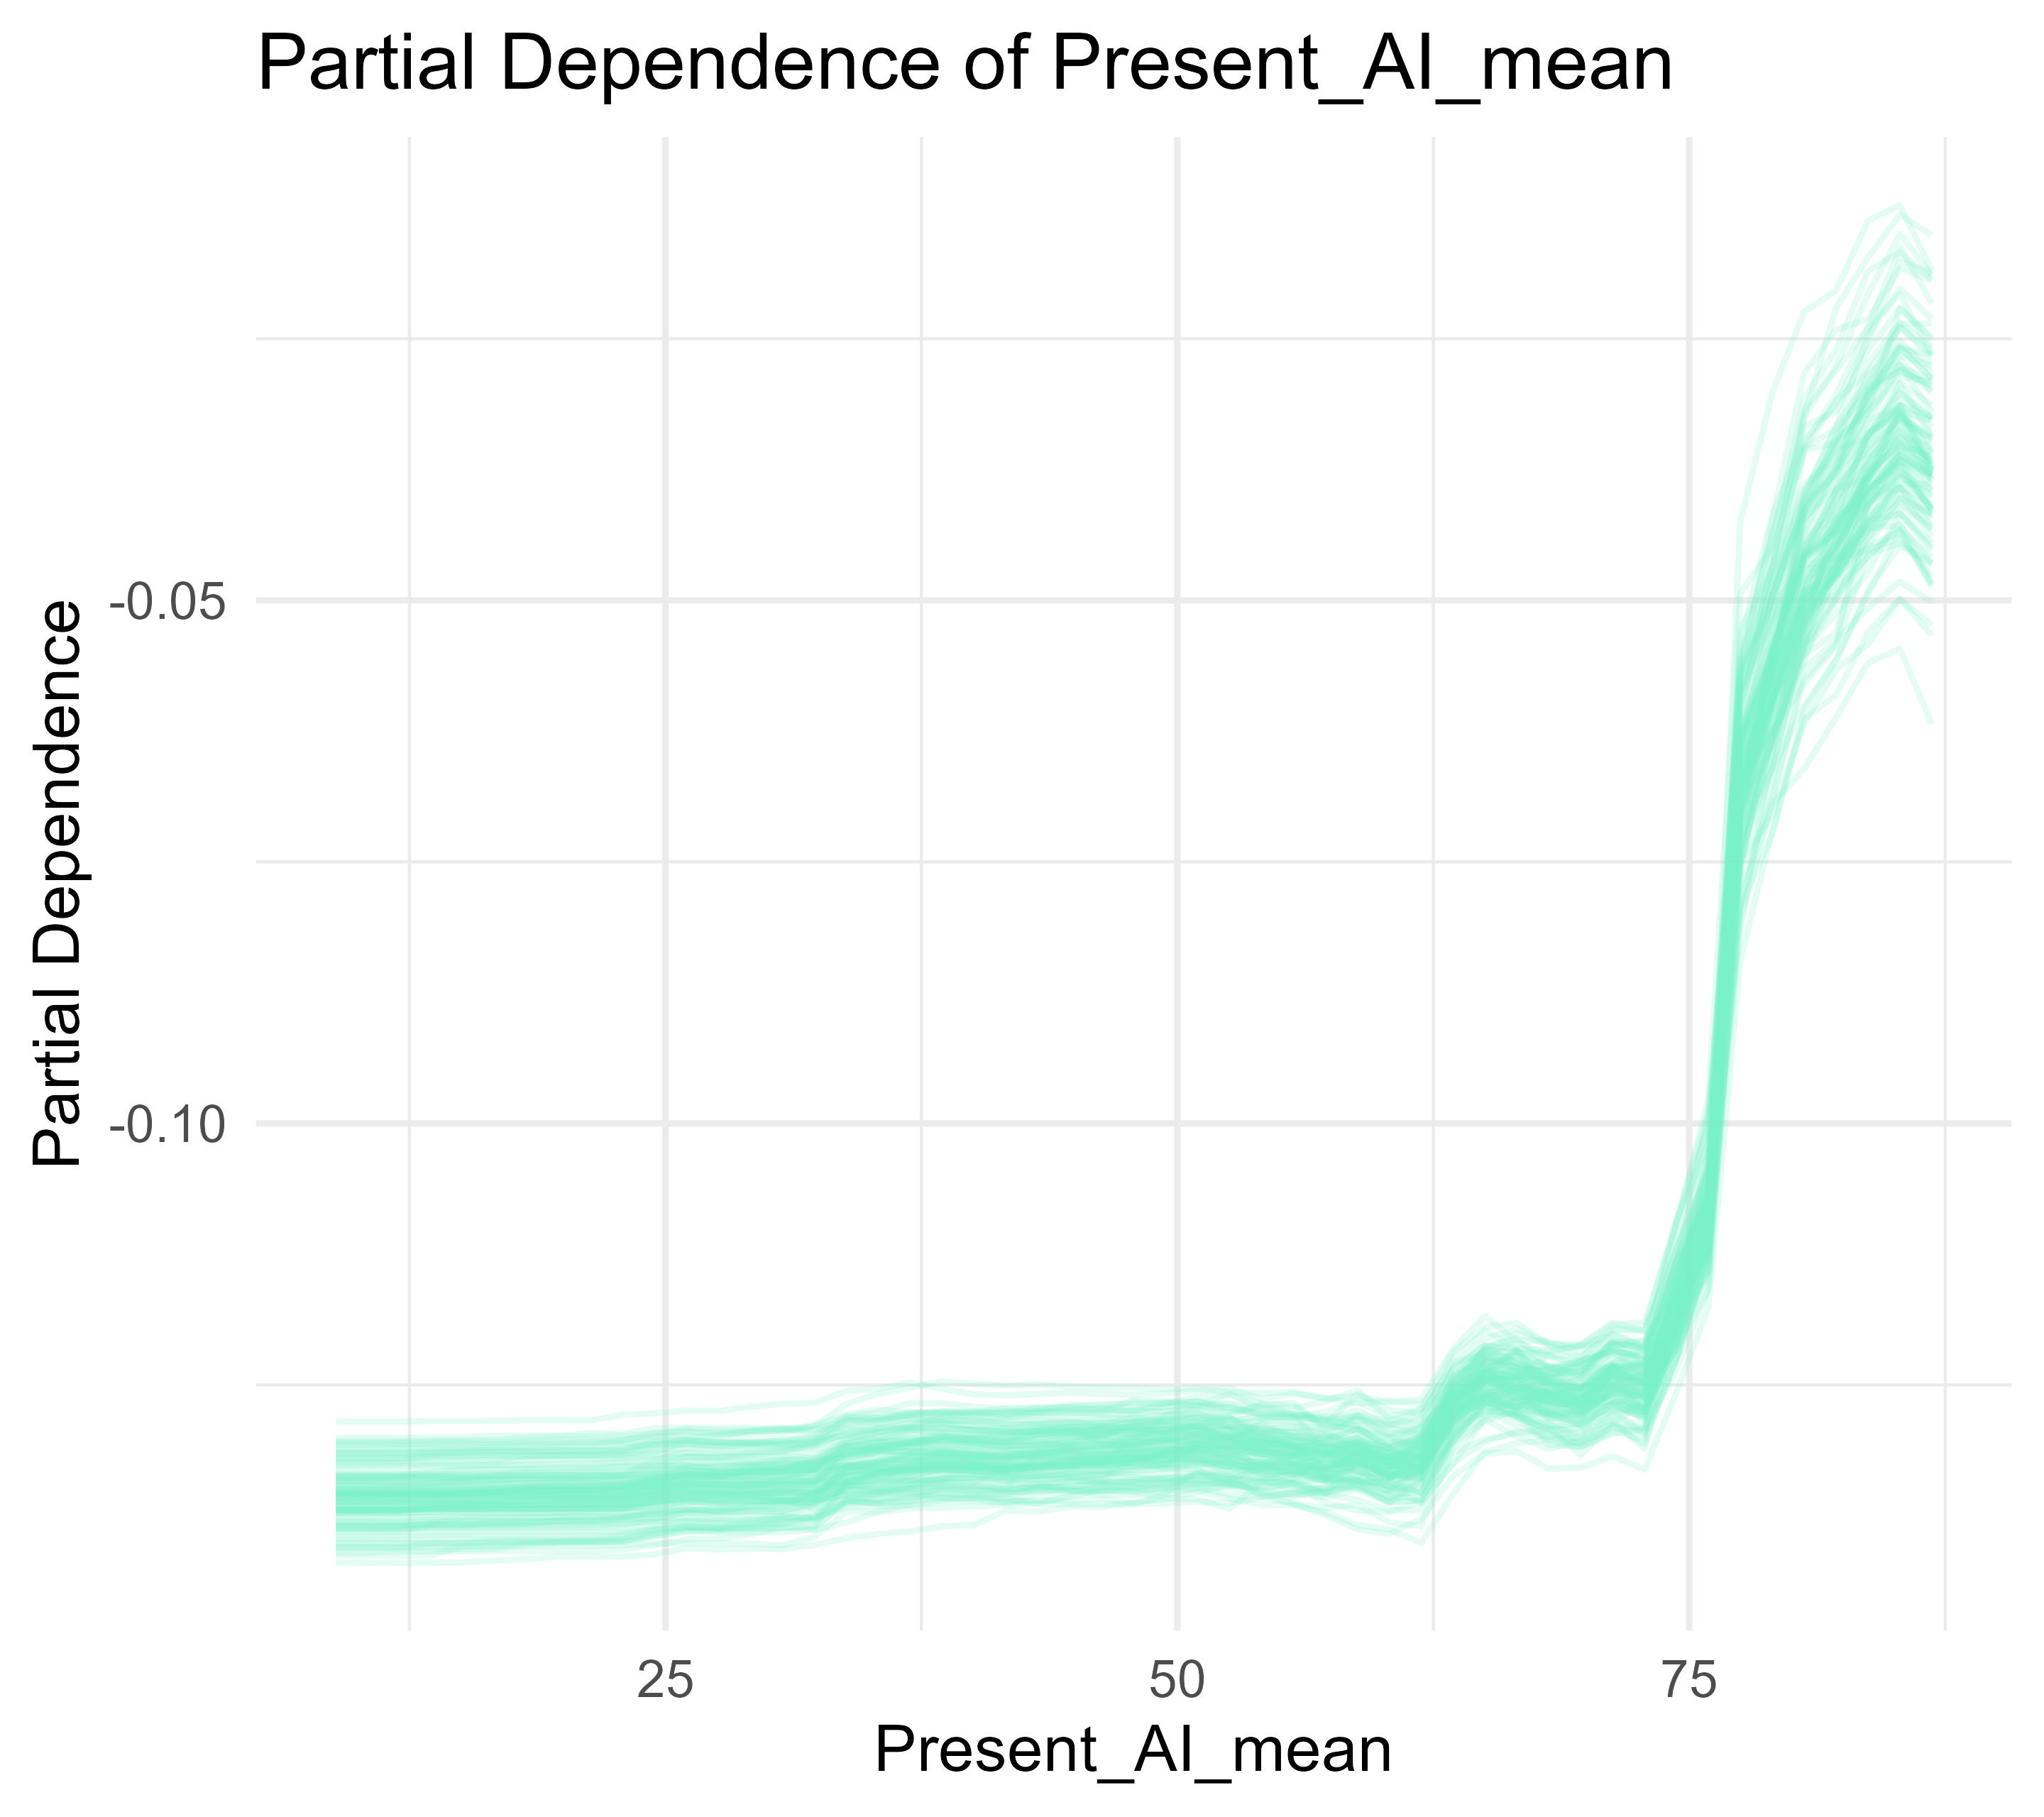 Partial Dependence of Present_AI_mean
Partial Dependence
-0.05
-0.10
25
50
75
Present_AI_mean